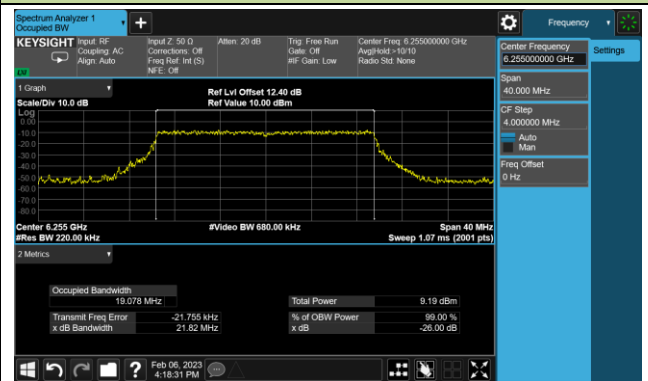 Spectrum Analyzer 1
Occupied BW
+
Frequency
KEYSIGHT
Input: RF
Coupling: AC
Align: Auto
Input Z: 50 Ω
Corrections: Off
Freq Ref: Int (S)
NFE: Off
Atten: 20 dB
Trig: Free Run
Gate: Off
#IF Gain: Low
Center Freq: 6.255000000 GHz
Avg|Hold:>10/10
Radio Std: None
Center Frequency
6.255000000 GHz
Settings
Span
40.000 MHz
CF Step
4.000000 MHz
Auto
Man
Freq Offset
0 Hz
1 Graph
Scale/Div 10.0 dB
Ref Lvl Offset 12.40 dB
Ref Value 10.00 dBm
Log
0.00
-10.0
-20.0
-30.0
-40.0
-50.0
-60.0
-70.0
-80.0
Center 6.255 GHz
#Res BW 220.00 kHz
#Video BW 680.00 kHz
Span 40 MHz
Sweep 1.07 ms (2001 pts)
2 Metrics
Occupied Bandwidth
19.078 MHz
Total Power
9.19 dBm
Transmit Freq Error
-21.755 kHz
% of OBW Power
99.00 %
x dB Bandwidth
21.82 MHz
x dB
-26.00 dB
?
Feb 06, 2023
4:18:31 PM